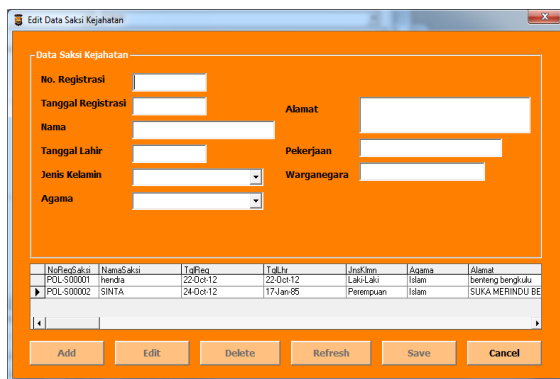 Edit Data Saksi Kejahatan
Data Saksi Kejahatan
No. Registrasi
Tanggal Registrasi
Nama
Tanggal Lahir
Jenis Kelamin
Agama
Alamat
Pekerjaan
Warganegara
NoRegSaksi NamaSaksi TglReg TglLhr JnsKlmn Agama Alamat
POL-S00001 hendra 22-Oct-12 22-Oct-12 Laki-Laki Islam benteng bengkulu
POL-S00002 SINTA 24-Oct-12 17-Jan-85 Perempuan Islam SUKA MERINDU BE
Add Edit Delete Refresh Save Cancel